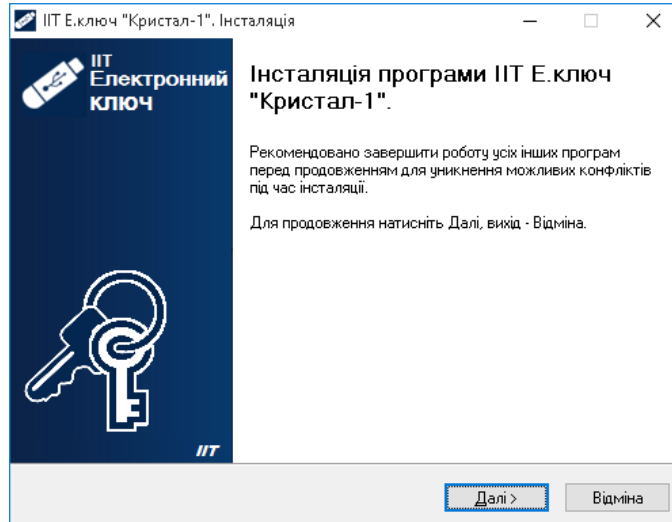 ІІТ Е.ключ "Кристал-1". Інсталяція
ІІТ
Електронний
ключ
Інсталяція програми ІІТ Е.ключ
"Кристал-1".
Рекомендовано завершити роботу усіх інших програм
перед продовженням для уникнення можливих конфліктів
під час інсталяції.
Для продовження натисніть Далі, вихід - Відміна.
ІІТ
Далі >
Відміна